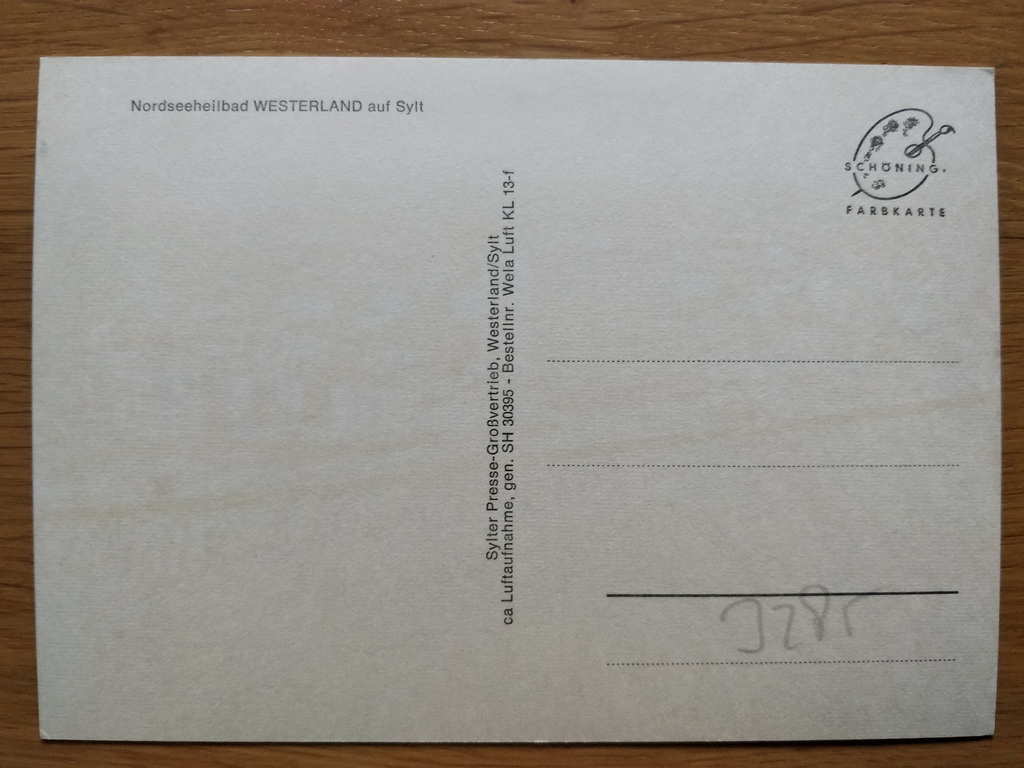 Nordseeheilbad WESTERLAND auf Sylt
SCHÖNING.
FARBKARTE
Sylter Presse-Großvertrieb, Westerland/Sylt
ca Luftaufnahme, gen. SH 30395 - Bestellnr. Wela Luft KL 13-f